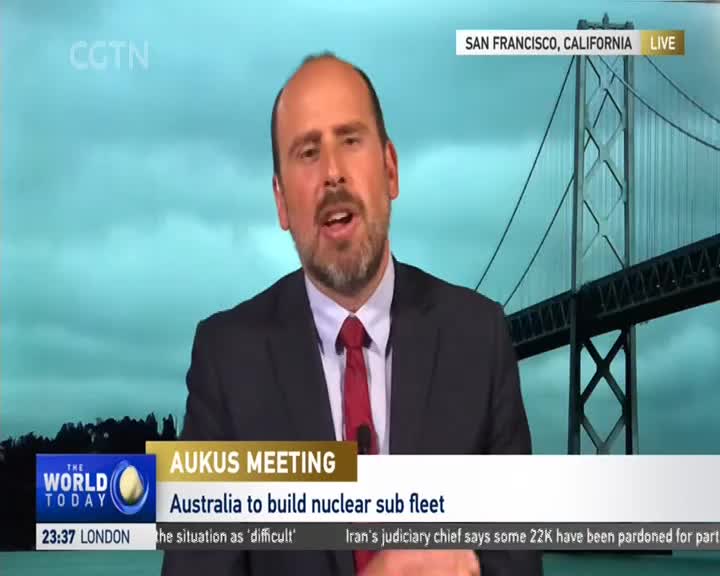 CGTN
SAN FRANCISCO, CALIFORNIA LIVE
AUKUS MEETING
THE
WORLD
TODAY
Australia to build nuclear sub fleet
23:37 LONDON
the situation as 'difficult' Iran's judiciary chief says some 22K have been pardoned for part